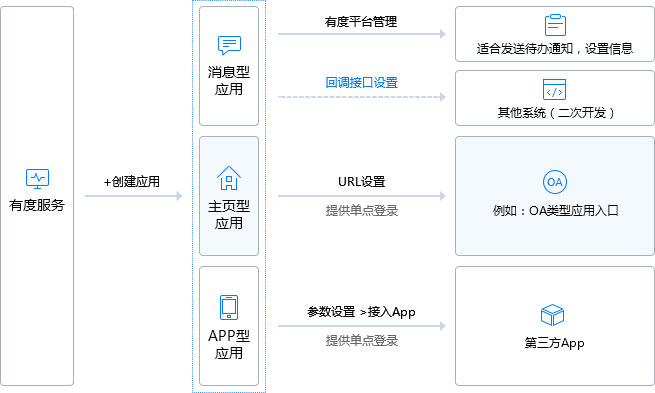 有度服务
+创建应用
消息型
应用
有度平台管理
适合发送待办通知，设置信息
回调接口设置
其他系统（二次开发）
主页型
应用
URL设置
提供单点登录
OA
例如：OA类型应用入口
APP型
应用
参数设置 >接入App
提供单点登录
第三方App